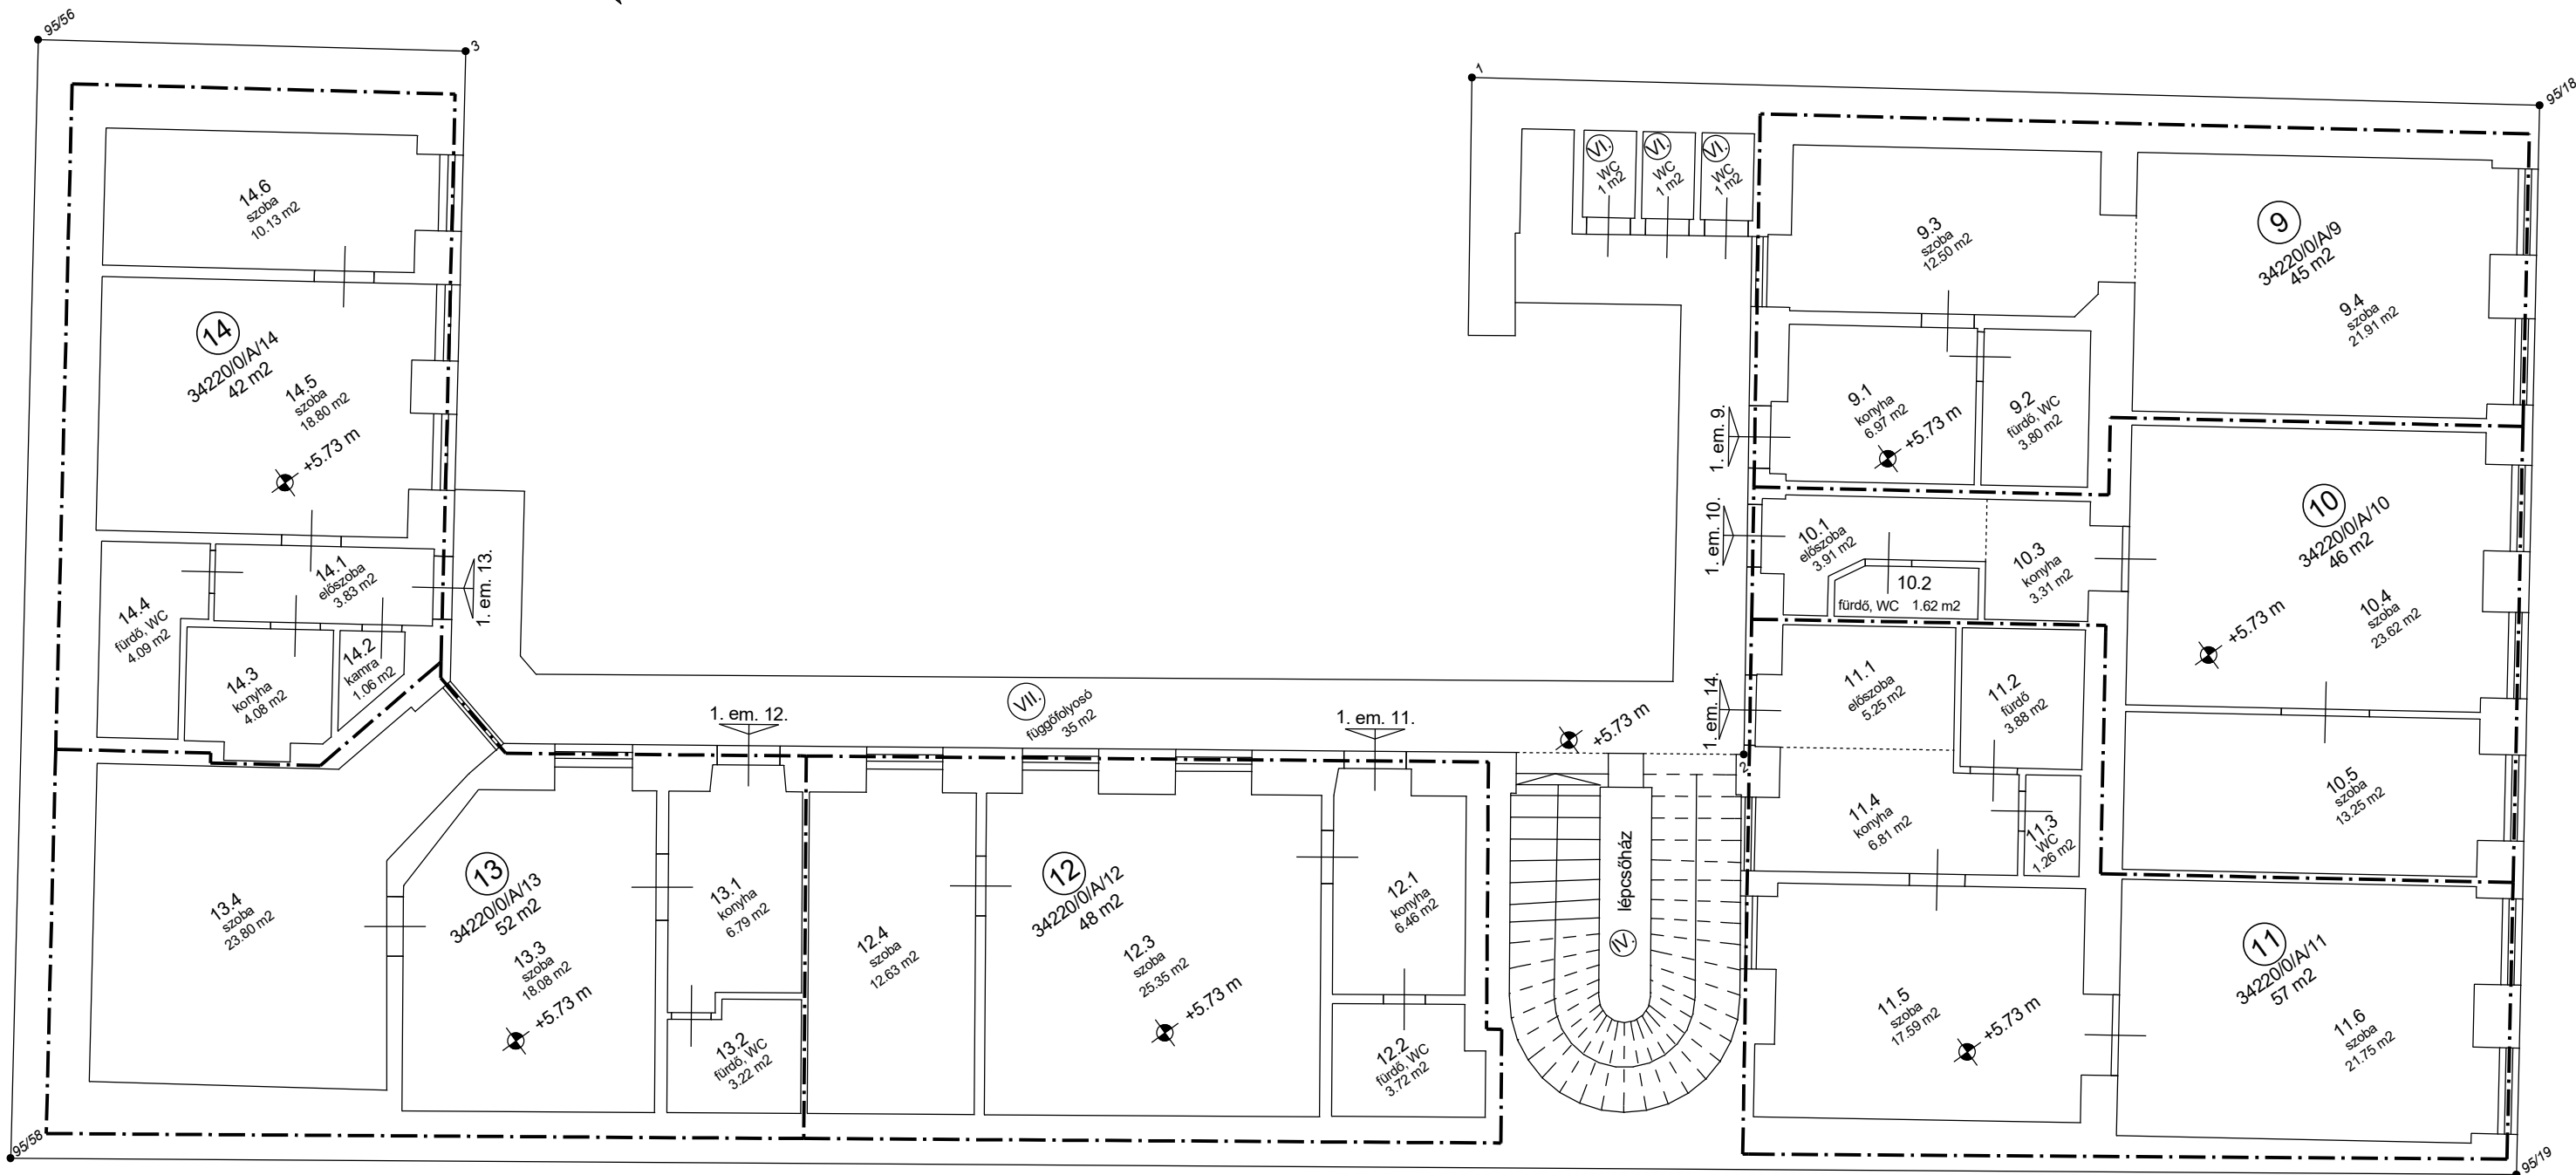 95/56
3
1
95/18
14.6
szoba
10.13 m2
14
34220/0/A/14
42 m2
14.5
szoba
18.80 m2
+5.73 m
14.1
előszoba
3.83 m2
14.4
fürdő, WC
4.09 m2
14.3
konyha
4.08 m2
14.2
kamra
1.06 m2
1. em. 13.
VI.
WC
1 m2
VI.
WC
1 m2
VI.
WC
1 m2
9.3
szoba
12.50 m2
9
34220/0/A/9
45 m2
9.4
szoba
21.91 m2
9.1
konyha
6.97 m2
+5.73 m
9.2
fürdő, WC
3.80 m2
1. em. 9.
1. em. 10.
10.1
előszoba
3.91 m2
10.2
fürdő, WC 1.62 m2
10.3
konyha
3.31 m2
10
34220/0/A/10
46 m2
10.4
szoba
23.62 m2
+5.73 m
10.5
szoba
13.25 m2
1. em. 14.
11.1
előszoba
5.25 m2
11.2
fürdő
3.88 m2
11.3
WC
1.26 m2
11.4
konyha
6.81 m2
11.5
szoba
17.59 m2
+5.73 m
11
34220/0/A/11
57 m2
11.6
szoba
21.75 m2
VII.
függőfolyosó
35 m2
1. em. 12.
1. em. 11.
+5.73 m
2
lépcsőház
IV.
13.4
szoba
23.80 m2
13
34220/0/A/13
52 m2
13.3
szoba
18.08 m2
+5.73 m
13.1
konyha
6.79 m2
13.2
fürdő, WC
3.22 m2
12.4
szoba
12.63 m2
12
34220/0/A/12
48 m2
12.3
szoba
25.35 m2
+5.73 m
12.1
konyha
6.46 m2
12.2
fürdő, WC
3.72 m2
95/58
95/19